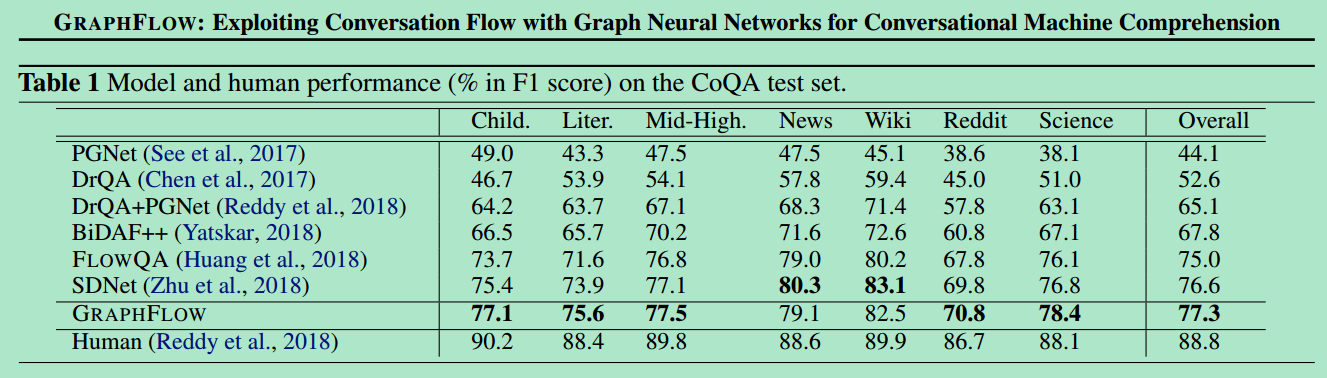 GRAPHFLOW: Exploiting Conversation Flow with Graph Neural Networks for Conversational Machine Comprehension
Table 1 Model and human performance (% in F1 score) on the CoQA test set.
Child. Liter. Mid-High. News Wiki Reddit Science Overall
PGNet (See et al., 2017) 49.0 43.3 47.5 47.5 45.1 38.6 38.1 44.1
DrQA (Chen et al., 2017) 46.7 53.9 54.1 57.8 59.4 45.0 51.0 52.6
DrQA+PGNet (Reddy et al., 2018) 64.2 63.7 67.1 68.3 71.4 57.8 63.1 65.1
BiDAF++ (Yatskar, 2018) 66.5 65.7 70.2 71.6 72.6 60.8 67.1 67.8
FLOWQA (Huang et al., 2018) 73.7 71.6 76.8 79.0 80.2 67.8 76.1 75.0
SDNet (Zhu et al., 2018) 75.4 73.9 77.1 80.3 83.1 69.8 76.8 76.6
GRAPHFLOW 77.1 75.6 77.5 79.1 82.5 70.8 78.4 77.3
Human (Reddy et al., 2018) 90.2 88.4 89.8 88.6 89.9 86.7 88.1 88.8